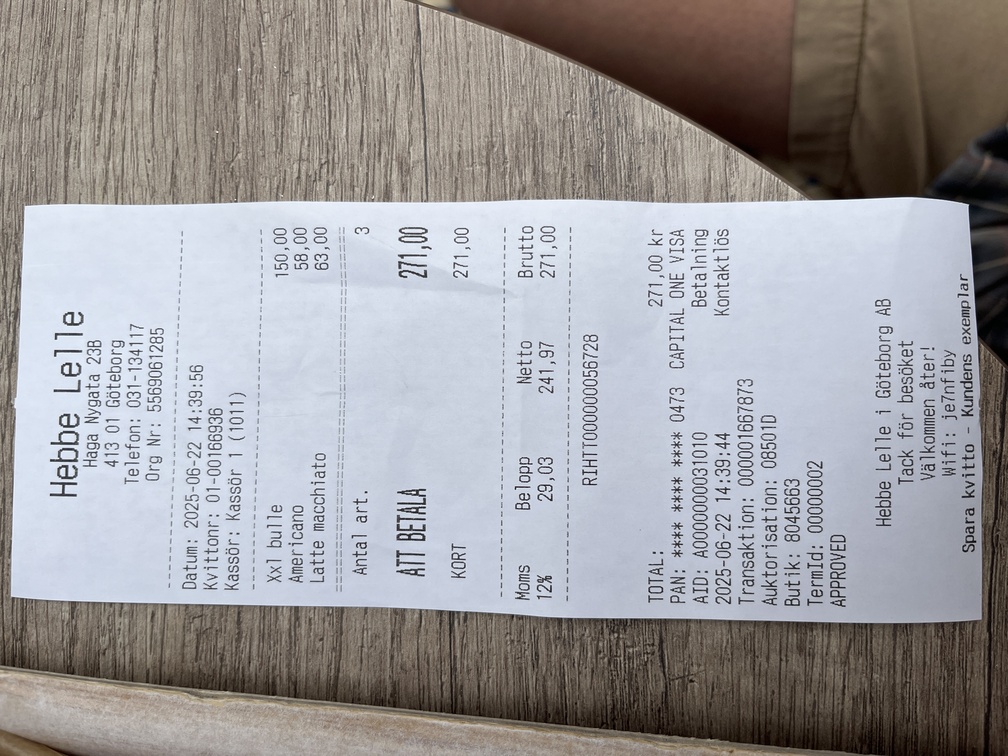 Hebbe Lelle
Haga Nygata 23B
413 01 Göteborg
Telefon: 031-134117
Org Nr: 5569061285
Datum: 2025-06-22 14:39:56
Kvittonr: 01-00166936
Kassör: Kassör 1 (1011)
Xxl bulle 150,00
Americano 58,00
Latte macchiato 63,00
Antal art. 3
ATT BETALA 271,00
KORT 271,00
Moms Belopp Netto Brutto
12% 29,03 241,97 271,00
RIHTT0000000056728
TOTAL: 271,00 kr
PAN: **** **** **** 0473 CAPITAL ONE VISA
AID: A0000000031010 Betalning
2025-06-22 14:39:44 Kontaktlös
Transaktion: 000001667873
Auktorisation: 08501D
Butik: 8045663
TermId: 00000002
APPROVED
Hebbe Lelle i Göteborg AB
Tack för besöket
Välkommen åter!
Wifi: je7nf1by
Spara kvitto - Kundens exemplar